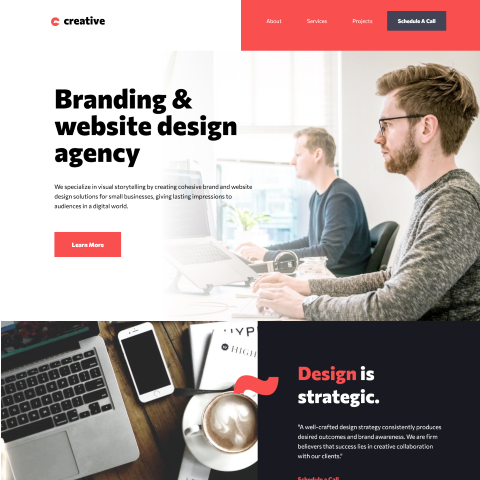 creative
About Services Projects Schedule A Call
Branding &
website design
agency
We specialize in visual storytelling by creating cohesive brand and website
design solutions for small businesses, giving lasting impressions to
audiences in a digital world.
Learn More
HIGH
Design is
strategic.
"A well-crafted design strategy consistently produces
desired outcomes and brand awareness. We are firm
believers that success lies in creative collaboration
with our clients."
Schedule a Call